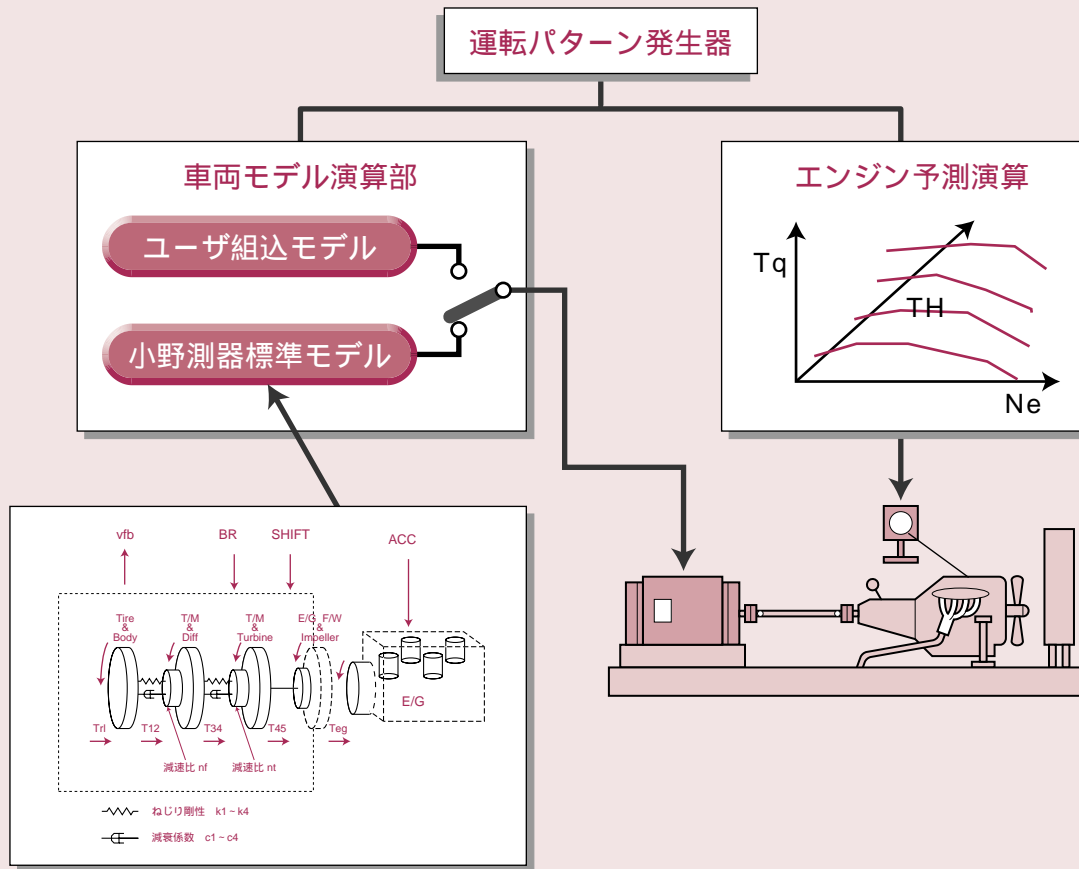 運転パターン発生器
車両モデル演算部
ユーザ組込モデル
小野測器標準モデル
エンジン予測演算
Tq
TH
Ne
vfb
BR
SHIFT
ACC
Tire
&
Body
T/M
&
Diff
T/M
&
Turbine
E/G F/W
&
Impeller
E/G
Trl
T12
T34
T45
Teg
減速比 nf
減速比 nt
ねじり剛性 k1~k4
減衰係数 c1~c4